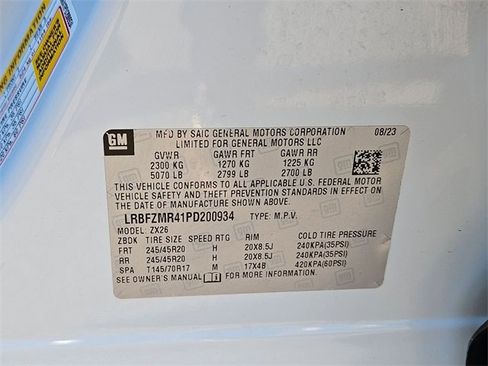 GM
MFD BY SAIC GENERAL MOTORS CORPORATION 08/23
LIMITED FOR GENERAL MOTORS LLC
GVWR GAWR FRT GAWR RR
2300 KG 1270 KG 1225 KG
5070 LB 2799 LB 2700 LB
THIS VEHICLE CONFORMS TO ALL APPLICABLE U.S. FEDERAL MOTOR
VEHICLE SAFETY AND THEFT PREVENTION STANDARDS IN EFFECT ON
THE DATE OF MANUFACTURE SHOWN ABOVE.
LRBFZMR41PD200934 TYPE: M.P.V.
MODEL: ZX26
ZBDK TIRE SIZE SPEED RTG RIM COLD TIRE PRESSURE
FRT 245/45R20 H 20X8.5J 240KPA(35PSI)
RR 245/45R20 H 20X8.5J 240KPA(35PSI)
SPA T145/70R17 M 17X4B 420KPA(60PSI)
SEE OWNER'S MANUAL